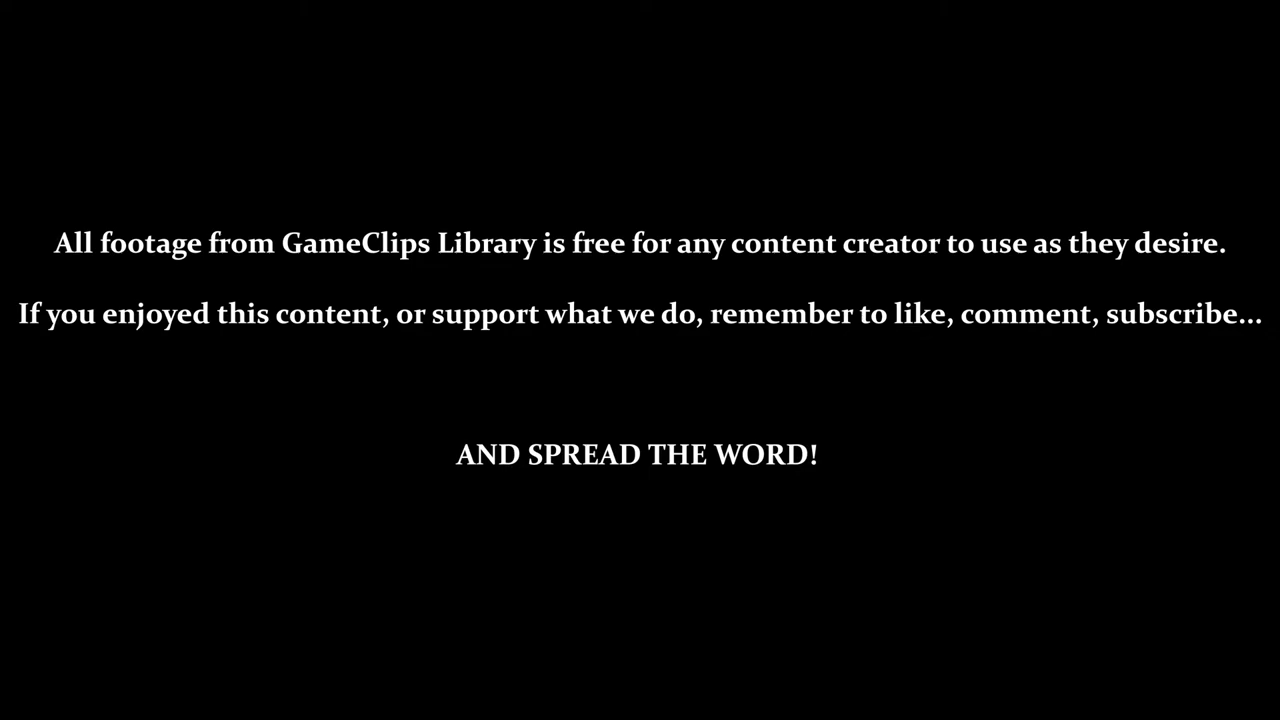 All footage from GameClips Library is free for any content creator to use as they desire.
If you enjoyed this content, or support what we do, remember to like, comment, subscribe...
AND SPREAD THE WORD!